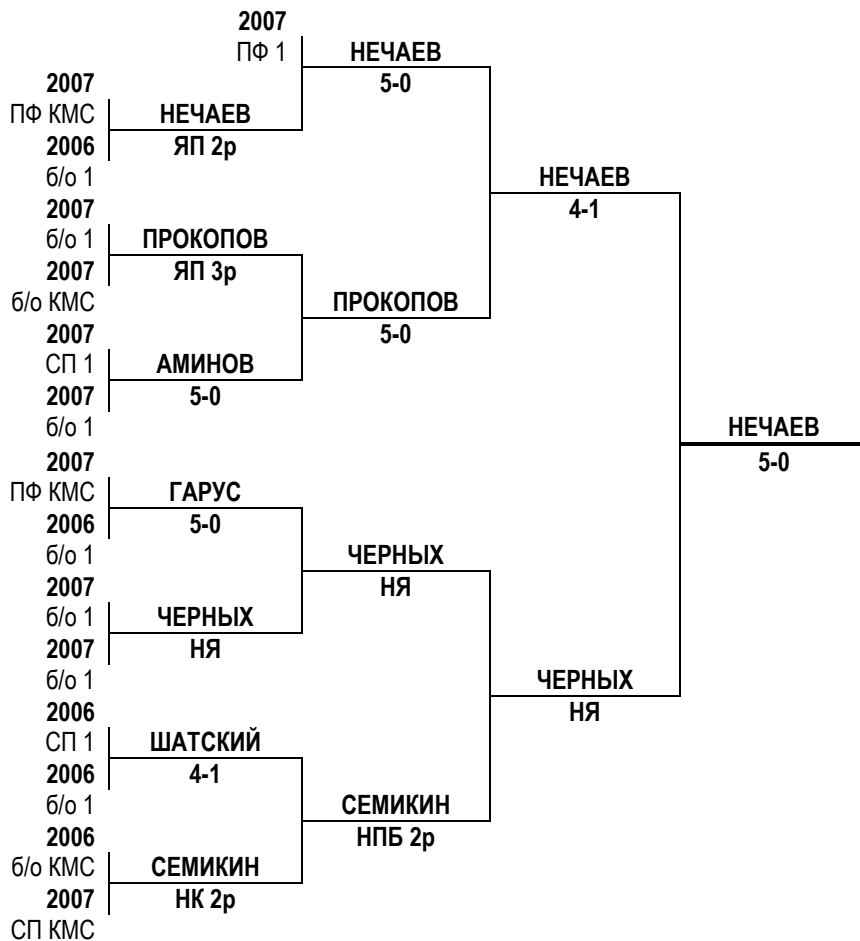 2007
ПФ 1
НЕЧАЕВ
5-0
2007
ПФ КМС
НЕЧАЕВ
2006
ЯП 2р
б/о 1
НЕЧАЕВ
4-1
2007
б/о 1
ПРОКОПОВ
2007
ЯП 3р
б/о КМС
ПРОКОПОВ
5-0
2007
СП 1
АМИНОВ
2007
5-0
б/о 1
НЕЧАЕВ
5-0
2007
ПФ КМС
ГАРУС
2006
5-0
б/о 1
ЧЕРНЫХ
НЯ
2007
б/о 1
ЧЕРНЫХ
2007
НЯ
б/о 1
ЧЕРНЫХ
НЯ
2006
СП 1
ШАТСКИЙ
2006
4-1
б/о 1
СЕМИКИН
НПБ 2р
2006
б/о КМС
СЕМИКИН
2007
НК 2р
СП КМС